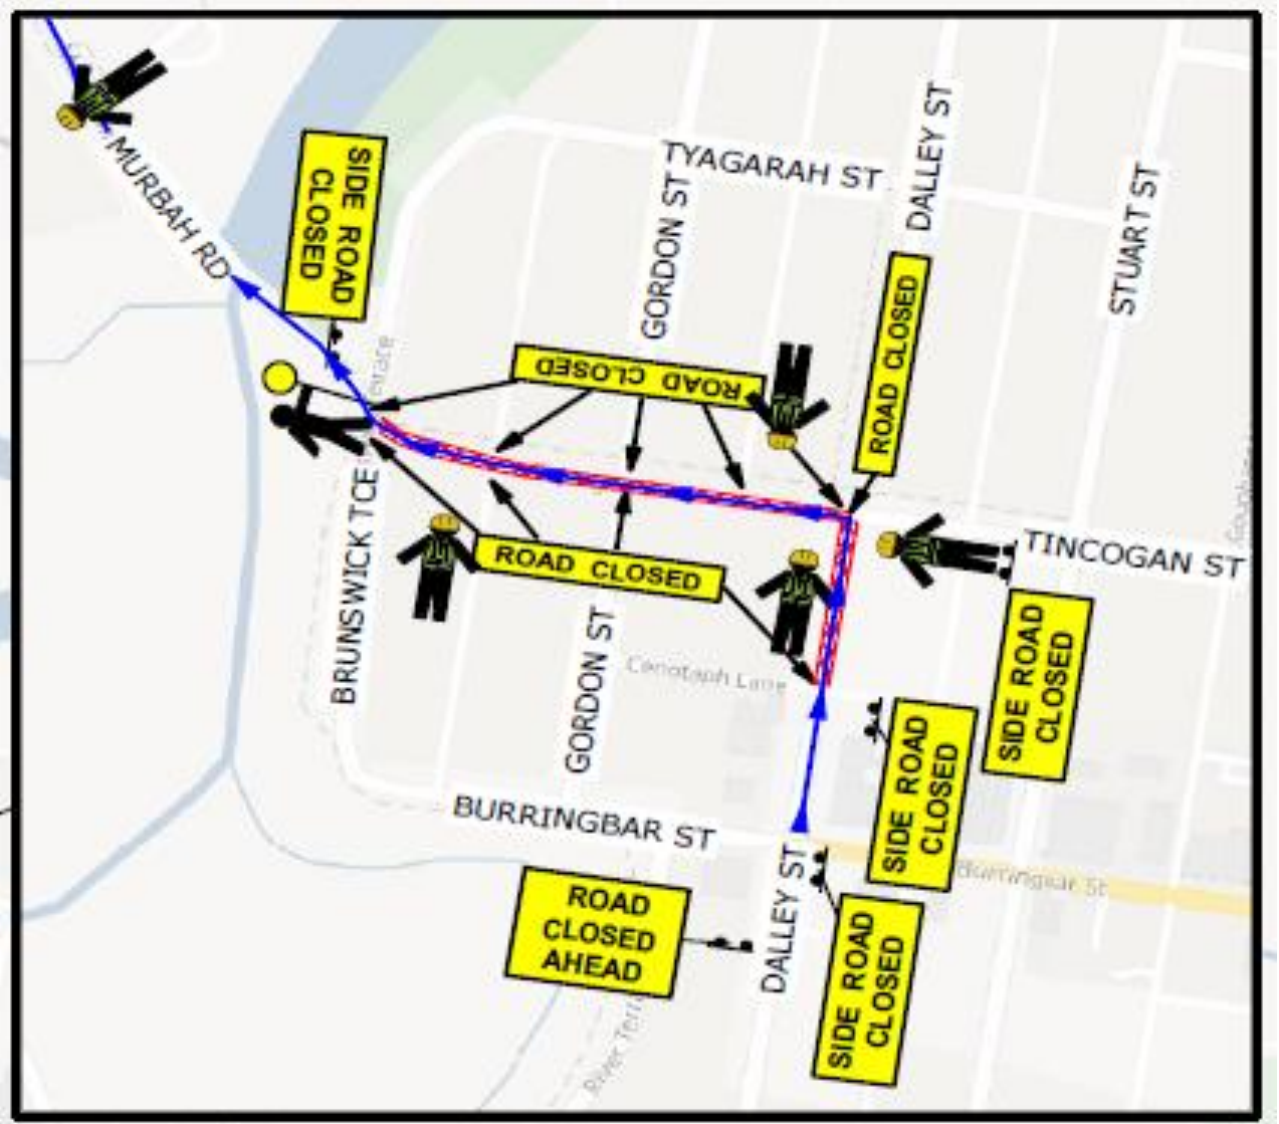 MURBAH RD
SIDE ROAD
CLOSED
TYAGARAH ST
DALLEY ST
GORDON ST
STUART ST
ROAD CLOSED
ROAD CLOSED
TINCOGAN ST
ROAD CLOSED
BRUNSWICK TCE
GORDON ST
Cenotaph Lane
SIDE ROAD
CLOSED
SIDE ROAD
CLOSED
BURRINGBAR ST
Burringbar St
DALLEY ST
ROAD
CLOSED
AHEAD
SIDE ROAD
CLOSED